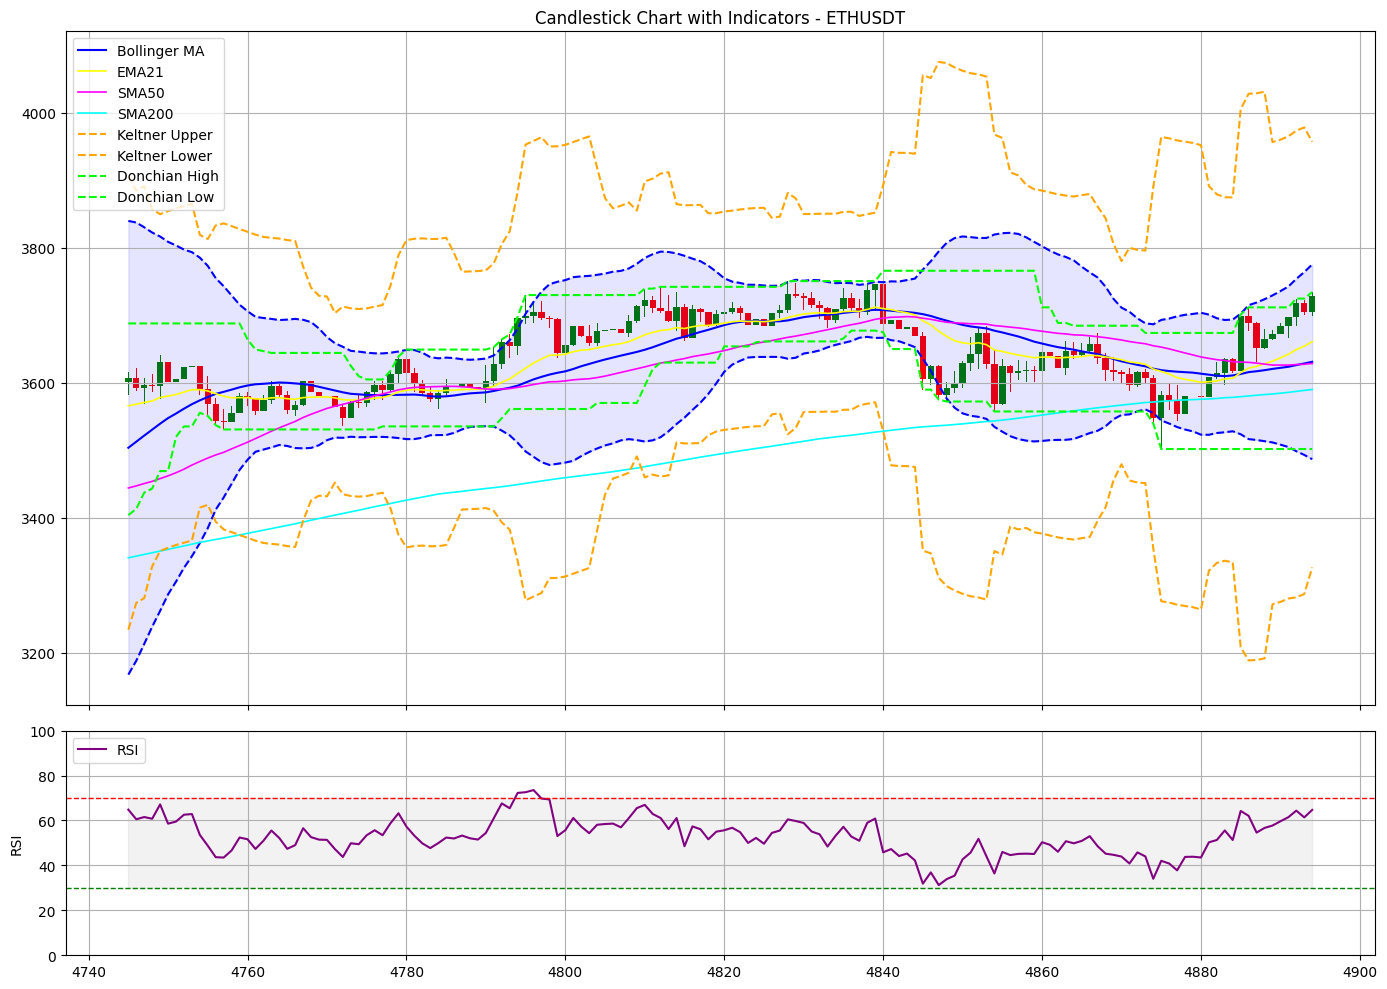 Candlestick Chart with Indicators - ETHUSDT
Bollinger MA
EMA21
SMA50
SMA200
Keltner Upper
Keltner Lower
Donchian High
Donchian Low
4000
3800
3600
3400
3200
RSI
100
80
60
40
20
0
RSI
4740 4760 4780 4800 4820 4840 4860 4880 4900